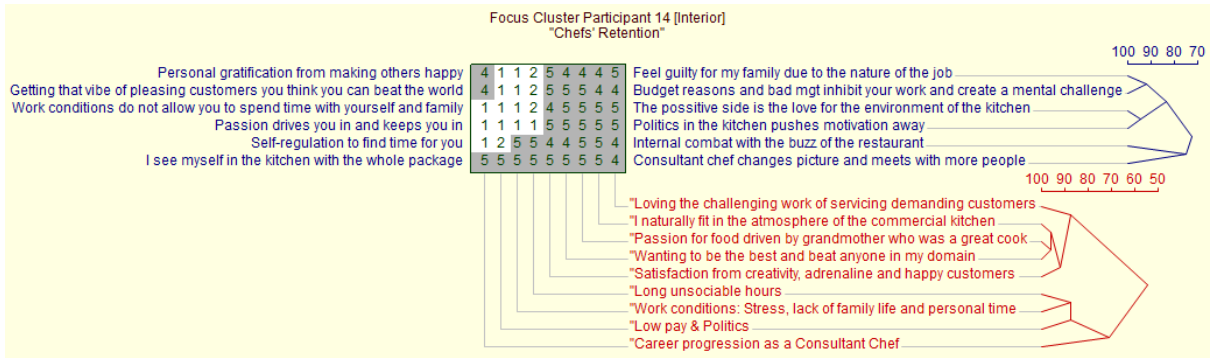 Focus Cluster Participant 14 [Interior]
"Chefs' Retention"
100 90 80 70
Personal gratification from making others happy 4 1 1 2 5 4 4 4 5 Feel guilty for my family due to the nature of the job
Getting that vibe of pleasing customers you think you can beat the world 4 1 1 2 5 5 5 4 4 Budget reasons and bad mgt inhibit your work and create a mental challenge
Work conditions do not allow you to spend time with yourself and family 1 1 1 2 4 5 5 5 5 The possitive side is the love for the environment of the kitchen
Passion drives you in and keeps you in 1 1 1 1 5 5 5 5 5 Politics in the kitchen pushes motivation away
Self-regulation to find time for you 1 2 5 5 4 4 5 5 4 Internal combat with the buzz of the restaurant
I see myself in the kitchen with the whole package 5 5 5 5 5 5 5 5 4 Consultant chef changes picture and meets with more people
100 90 80 70 60 50
"Loving the challenging work of servicing demanding customers
"I naturally fit in the atmosphere of the commercial kitchen
"Passion for food driven by grandmother who was a great cook
"Wanting to be the best and beat anyone in my domain
"Satisfaction from creativity, adrenaline and happy customers
"Long unsociable hours
"Work conditions: Stress, lack of family life and personal time
"Low pay & Politics
"Career progression as a Consultant Chef